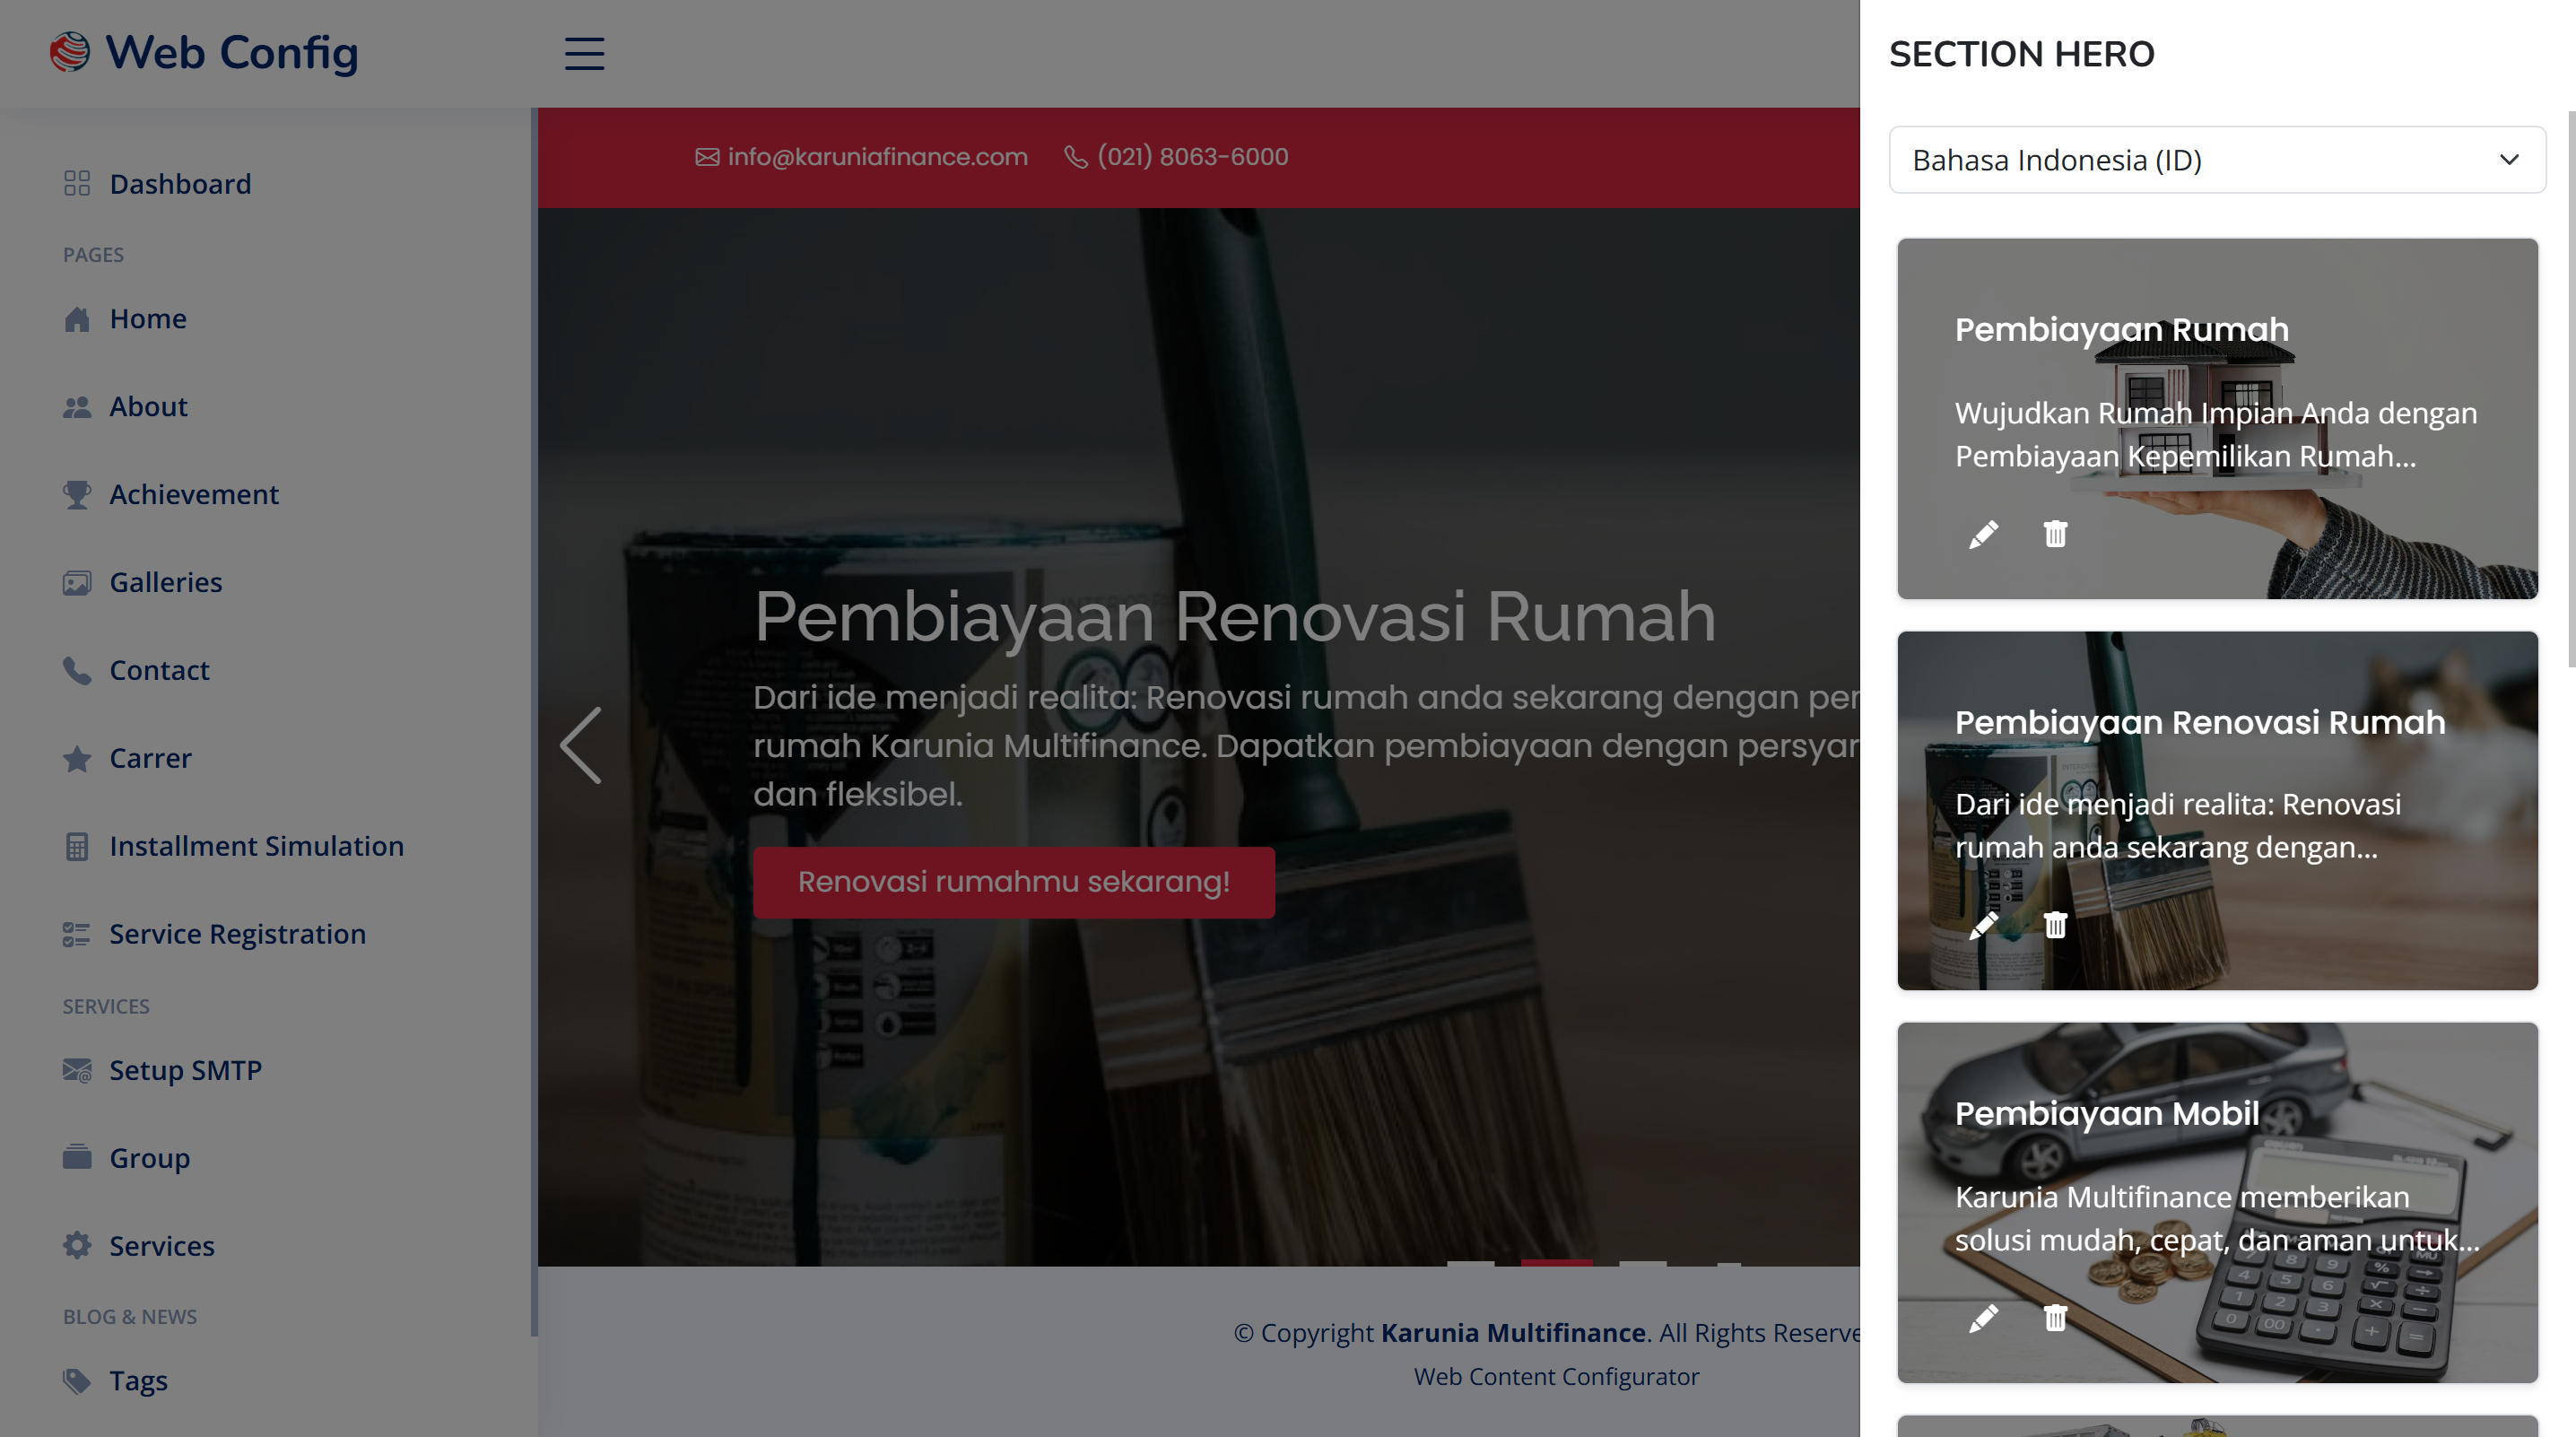 Web Config
Dashboard
PAGES
Home
About
Achievement
Galleries
Contact
Carrer
Installment Simulation
Service Registration
SERVICES
Setup SMTP
Group
Services
BLOG & NEWS
Tags
info@karuniafinance.com (021) 8063-6000
Pembiayaan Renovasi Rumah
Dari ide menjadi realita: Renovasi rumah anda sekarang dengan per
rumah Karunia Multifinance. Dapatkan pembiayaan dengan persyar
dan fleksibel.
Renovasi rumahmu sekarang!
© Copyright Karunia Multifinance. All Rights Reserve
Web Content Configurator
SECTION HERO
Bahasa Indonesia (ID)
Pembiayaan Rumah
Wujudkan Rumah Impian Anda dengan
Pembiayaan Kepemilikan Rumah...
Pembiayaan Renovasi Rumah
Dari ide menjadi realita: Renovasi
rumah anda sekarang dengan...
Pembiayaan Mobil
Karunia Multifinance memberikan
solusi mudah, cepat, dan aman untuk...